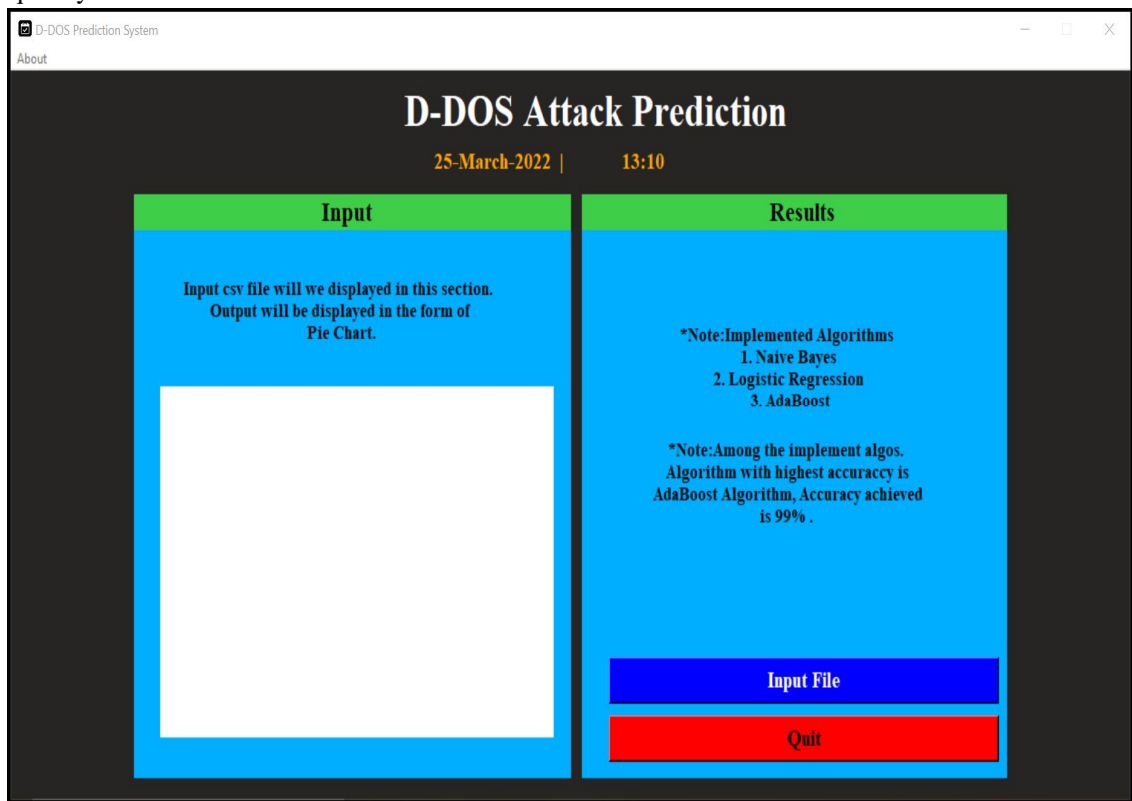 D-DOS Prediction System
About
D-DOS Attack Prediction
25-March-2022 | 13:10
Input
Input csv file will we displayed in this section.
Output will be displayed in the form of
Pie Chart.
Results
*Note:Implemented Algorithms
1. Naive Bayes
2. Logistic Regression
3. AdaBoost
*Note:Among the implement algos.
Algorithm with highest accuraccy is
AdaBoost Algorithm, Accuracy achieved
is 99% .
Input File
Quit